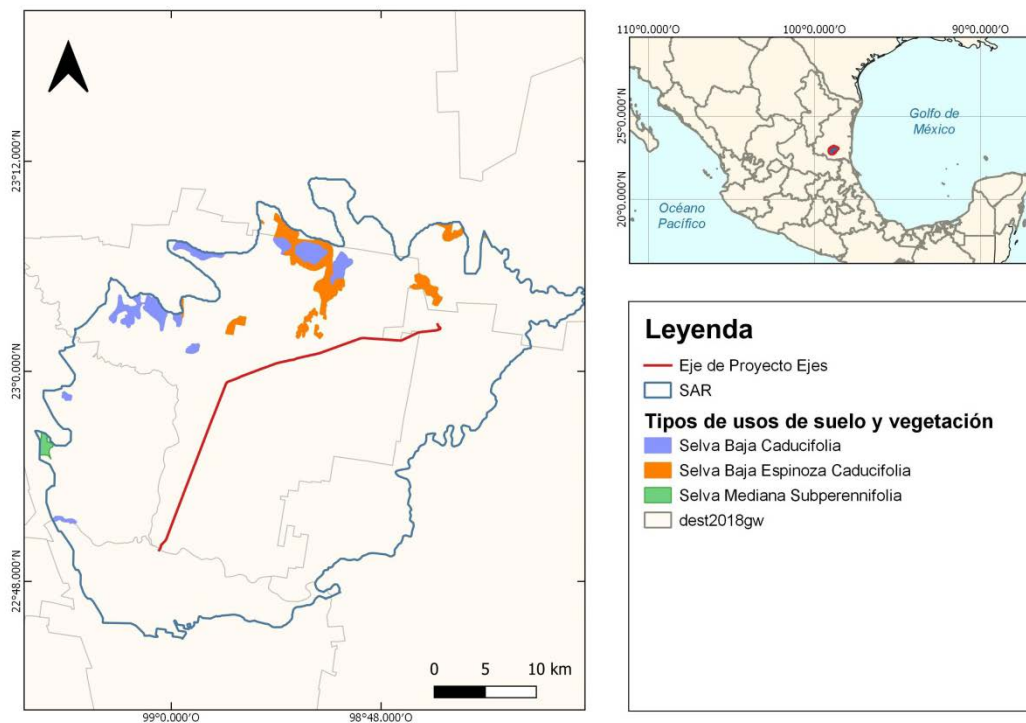 23°12.000'N
23°0.000'N
22°48.000'N
99°0.000'O
98°48.000'O
0 5 10 km
110°0.000'O 100°0.000'O 90°0.000'O
25°0.000'N
20°0.000'N
Golfo de
México
Océano
Pacífico
Leyenda
Eje de Proyecto Ejes
SAR
Tipos de usos de suelo y vegetación
Selva Baja Caducifolia
Selva Baja Espinoza Caducifolia
Selva Mediana Subperennifolia
dest2018gw